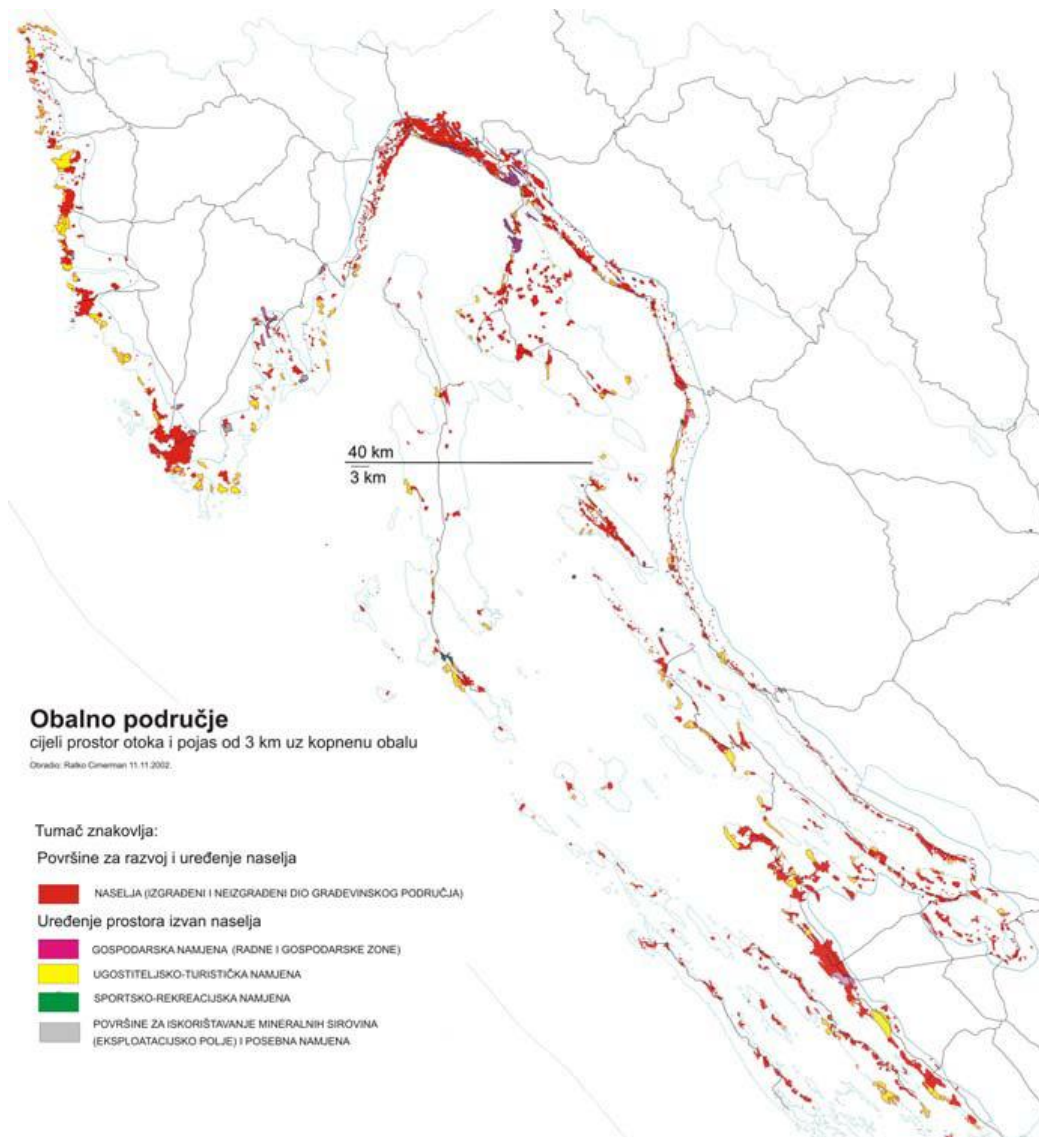 40 km
3 km
Obalno područje
cijeli prostor otoka i pojas od 3 km uz kopnenu obalu
Obradio: Ratko Cimerman 11.11.2002.
Tumač znakovlja:
Površine za razvoj i uređenje naselja
NASELJA (IZGRAĐENI I NEIZGRAĐENI DIO GRAĐEVINSKOG PODRUČJA)
Uređenje prostora izvan naselja
GOSPODARSKA NAMJENA (RADNE I GOSPODARSKE ZONE)
UGOSTITELJSKO-TURISTIČKA NAMJENA
SPORTSKO-REKREACIJSKA NAMJENA
POVRŠINE ZA ISKORIŠTAVANJE MINERALNIH SIROVINA
(EKSPLOATACIJSKO POLJE) I POSEBNA NAMJENA